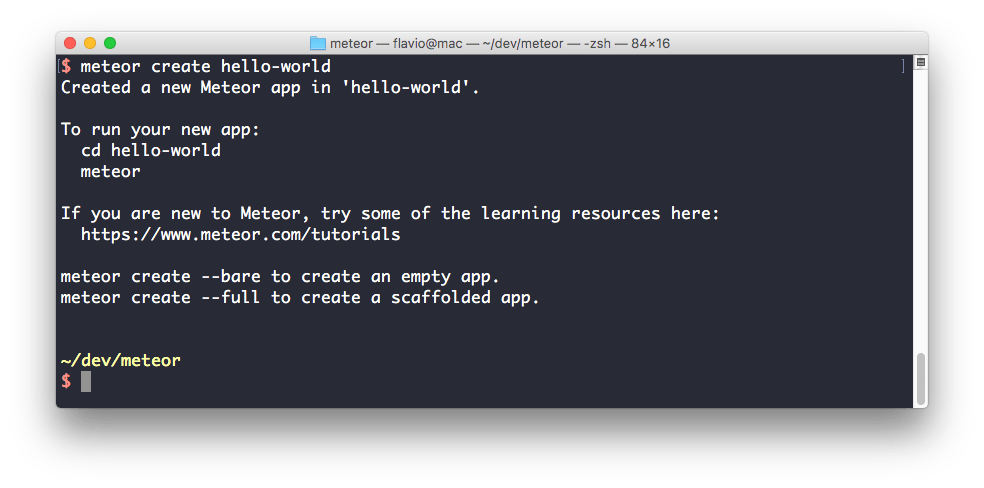 meteor — flavio@mac — ~/dev/meteor — -zsh — 84×16
[$ meteor create hello-world ]
Created a new Meteor app in 'hello-world'.
To run your new app:
cd hello-world
meteor
If you are new to Meteor, try some of the learning resources here:
https://www.meteor.com/tutorials
meteor create --bare to create an empty app.
meteor create --full to create a scaffolded app.
~/dev/meteor
$